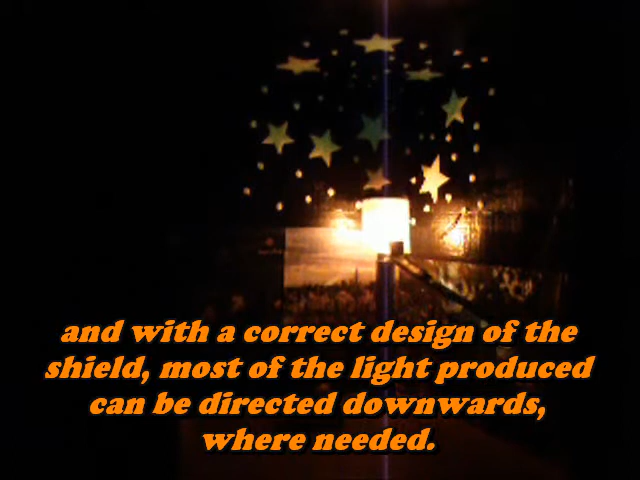 and with a correct design of the
shield, most of the light produced
can be directed downwards,
where needed.